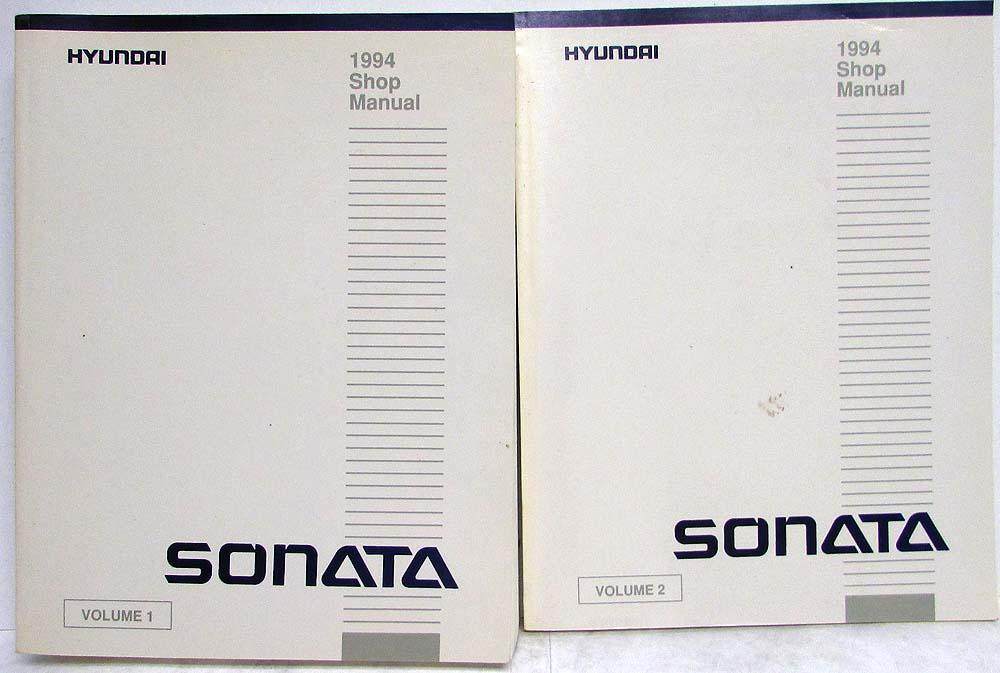 HYUNDAI
1994
Shop
Manual
SONATA
VOLUME 1
HYUNDAI
1994
Shop
Manual
SONATA
VOLUME 2